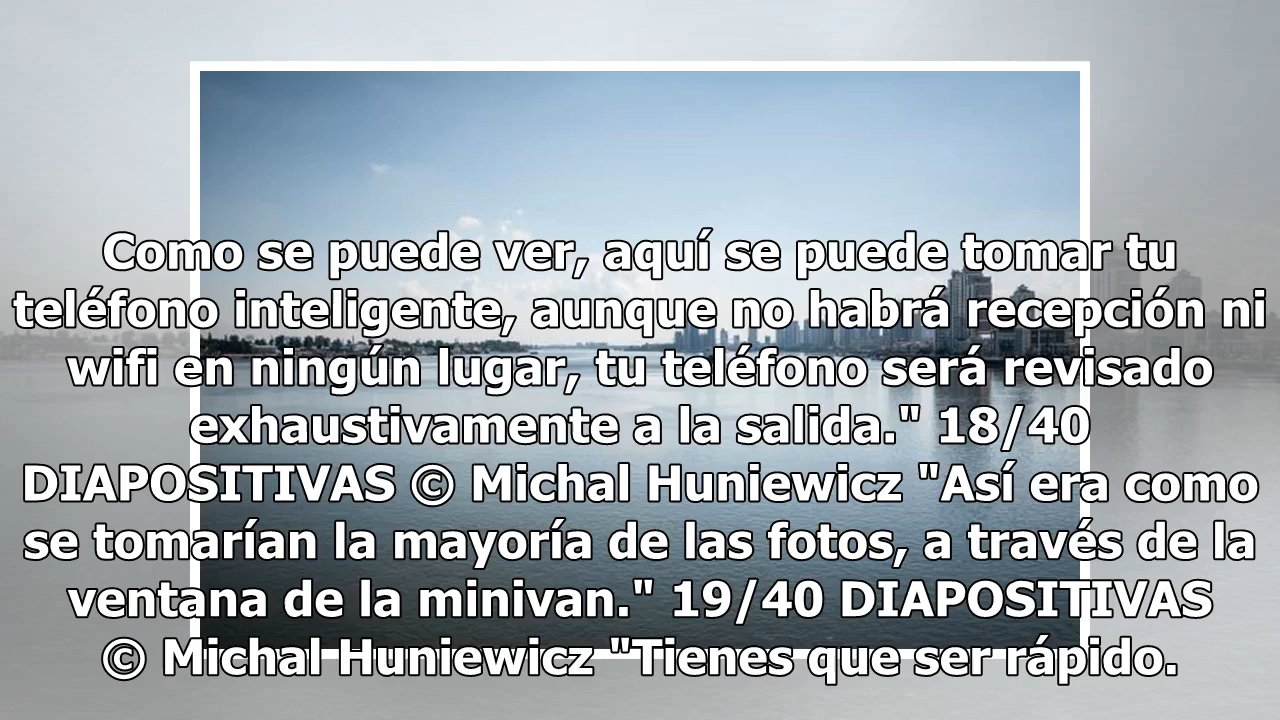 Como se puede ver, aquí se puede tomar tu
teléfono inteligente, aunque no habrá recepción ni
wifi en ningún lugar, tu teléfono será revisado
exhaustivamente a la salida." 18/40
DIAPOSITIVAS © Michal Huniewicz "Así era como
se tomarían la mayoría de las fotos, a través de la
ventana de la minivan." 19/40 DIAPOSITIVAS
© Michal Huniewicz "Tienes que ser rápido.